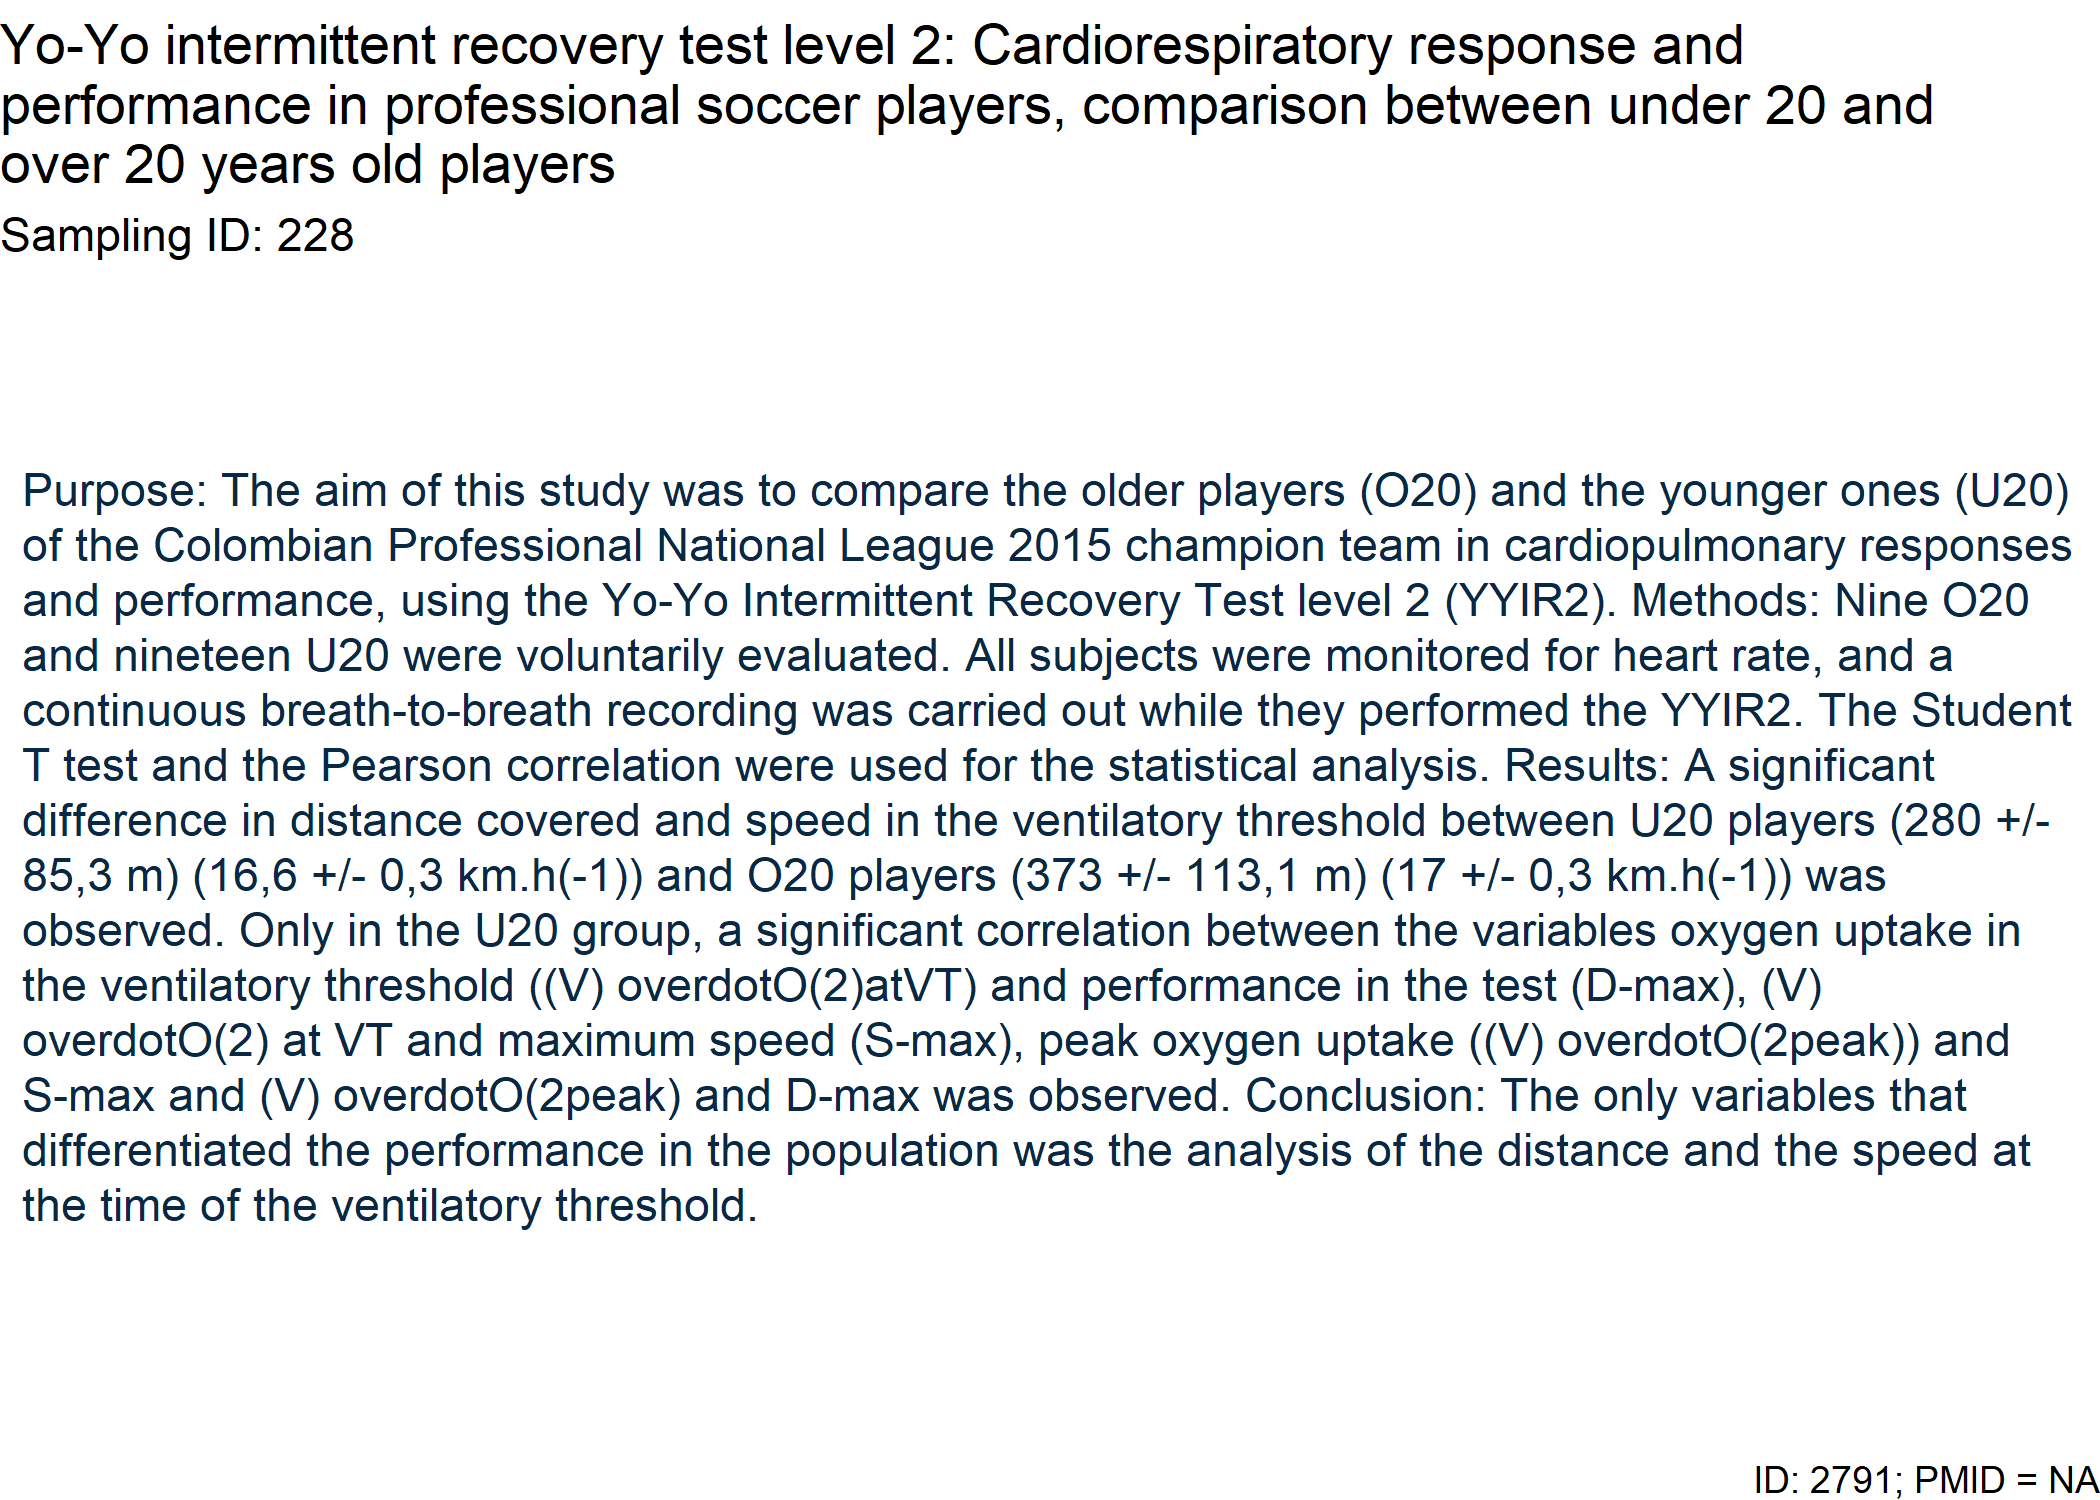 Yo-Yo intermittent recovery test level 2: Cardiorespiratory response and
performance in professional soccer players, comparison between under 20 and
over 20 years old players
Sampling ID: 228
Purpose: The aim of this study was to compare the older players (O20) and the younger ones (U20)
of the Colombian Professional National League 2015 champion team in cardiopulmonary responses
and performance, using the Yo-Yo Intermittent Recovery Test level 2 (YYIR2). Methods: Nine O20
and nineteen U20 were voluntarily evaluated. All subjects were monitored for heart rate, and a
continuous breath-to-breath recording was carried out while they performed the YYIR2. The Student
T test and the Pearson correlation were used for the statistical analysis. Results: A significant
difference in distance covered and speed in the ventilatory threshold between U20 players (280 +/-
85,3 m) (16,6 +/- 0,3 km.h(-1)) and O20 players (373 +/- 113,1 m) (17 +/- 0,3 km.h(-1)) was
observed. Only in the U20 group, a significant correlation between the variables oxygen uptake in
the ventilatory threshold ((V) overdotO(2)atVT) and performance in the test (D-max), (V)
overdotO(2) at VT and maximum speed (S-max), peak oxygen uptake ((V) overdotO(2peak)) and
S-max and (V) overdotO(2peak) and D-max was observed. Conclusion: The only variables that
differentiated the performance in the population was the analysis of the distance and the speed at
the time of the ventilatory threshold.
ID: 2791; PMID = NA